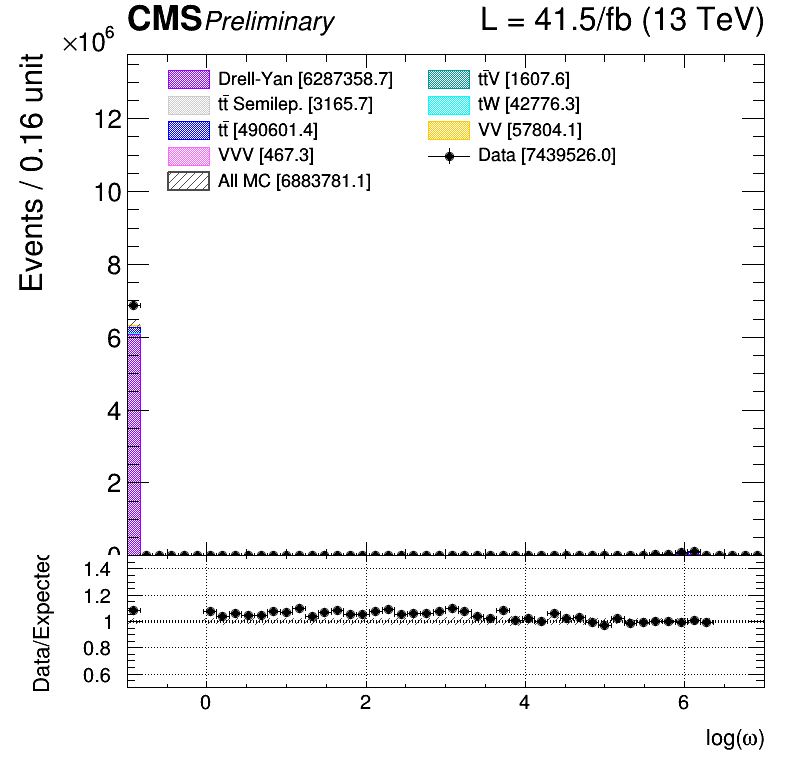 CMS Preliminary L = 41.5/fb (13 TeV)
×10⁶
Events / 0.16 unit
Drell-Yan [6287358.7]
tt̄ Semilep. [3165.7]
tt̄ [490601.4]
VVV [467.3]
All MC [6883781.1]
tt̄V [1607.6]
tW [42776.3]
VV [57804.1]
Data [7439526.0]
12
10
8
6
4
2
0
Data/Expected
1.4
1.2
1
0.8
0.6
0 2 4 6
log(ω)